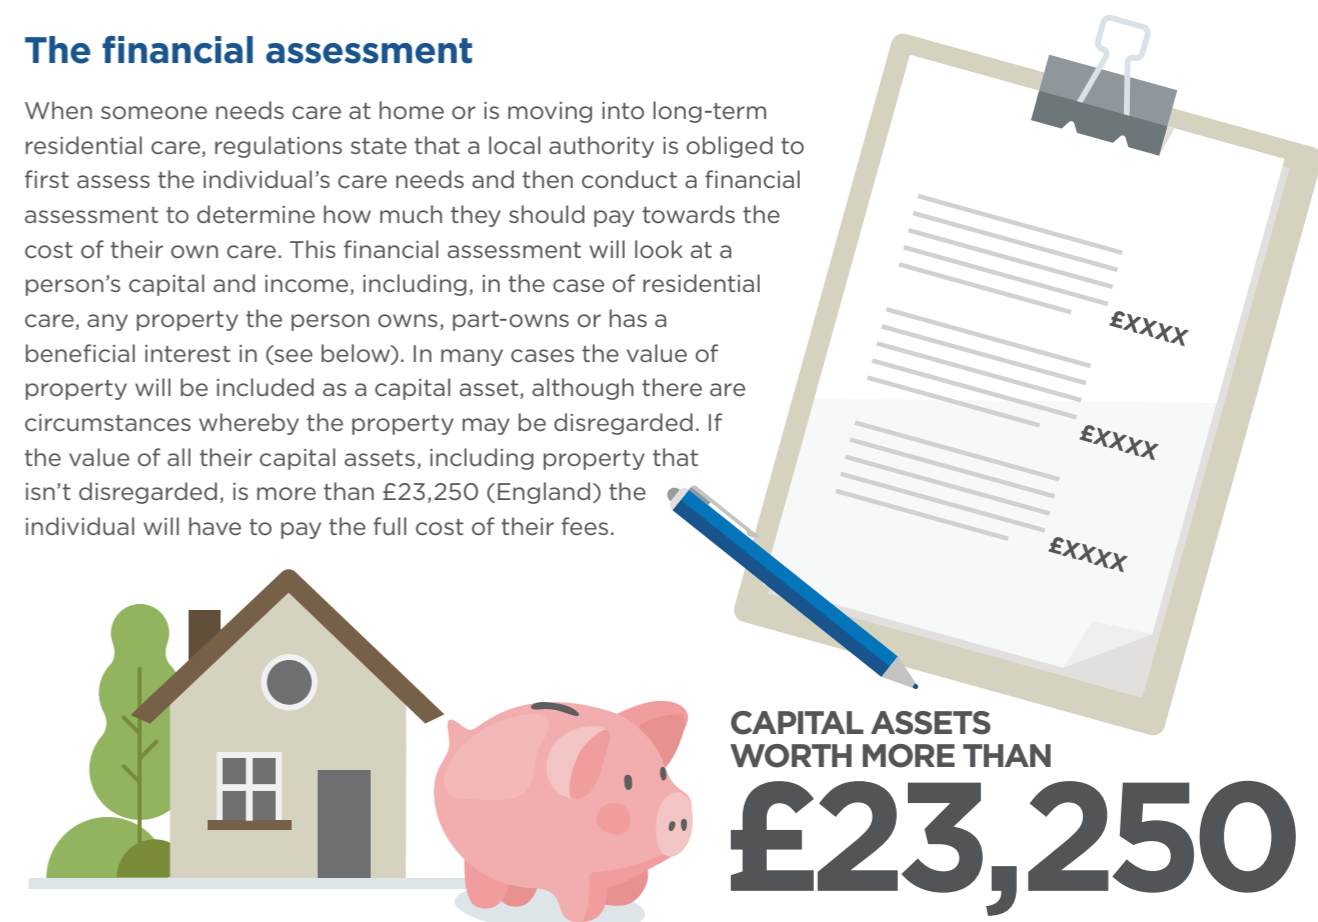 The financial assessment
When someone needs care at home or is moving into long-term
residential care, regulations state that a local authority is obliged to
first assess the individual’s care needs and then conduct a financial
assessment to determine how much they should pay towards the
cost of their own care. This financial assessment will look at a
person’s capital and income, including, in the case of residential
care, any property the person owns, part-owns or has a
beneficial interest in (see below). In many cases the value of
property will be included as a capital asset, although there are
circumstances whereby the property may be disregarded. If
the value of all their capital assets, including property that
isn’t disregarded, is more than £23,250 (England) the
individual will have to pay the full cost of their fees.
£XXXX
£XXXX
£XXXX
CAPITAL ASSETS
WORTH MORE THAN
£23,250